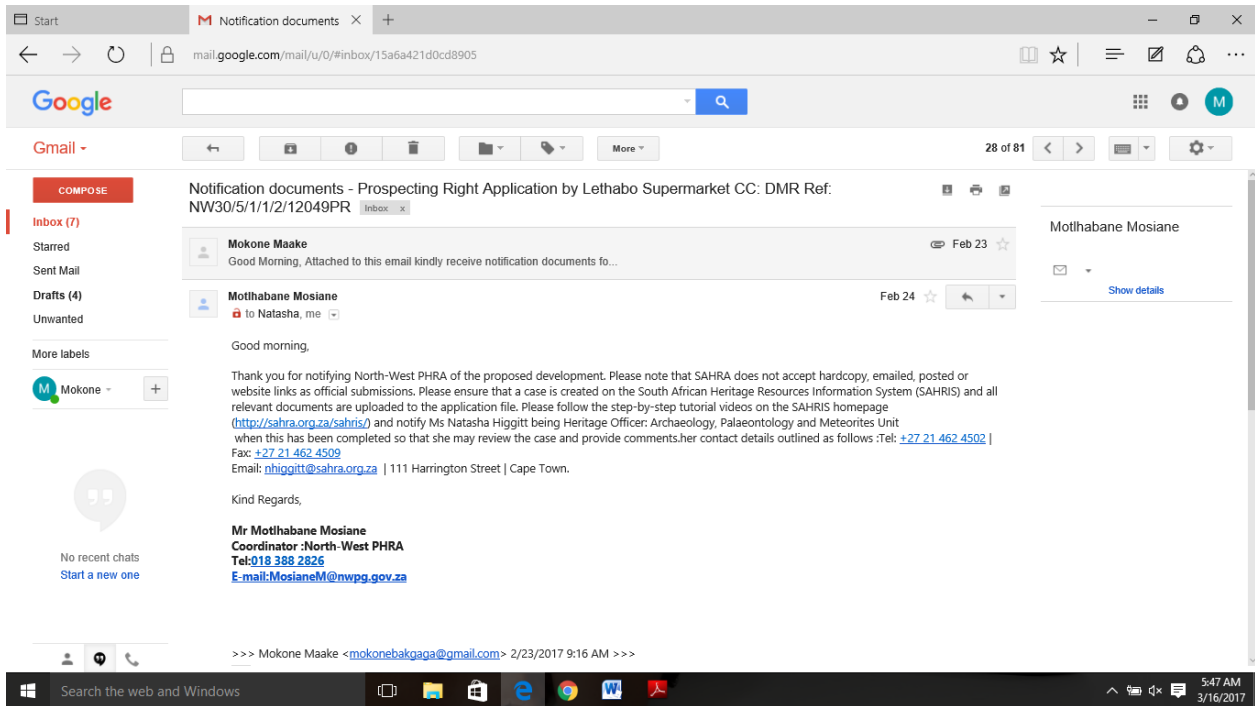 Start
Notification documents
mail.google.com/mail/u/0/#inbox/15a6a421d0cd8905
Google
M
Gmail
More
28 of 81
COMPOSE
Inbox (7)
Starred
Sent Mail
Drafts (4)
Unwanted
More labels
M Mokone
No recent chats
Start a new one
Notification documents - Prospecting Right Application by Lethabo Supermarket CC: DMR Ref:
NW30/5/1/1/2/12049PR Inbox x
Mokone Maake Feb 23
Good Morning, Attached to this email kindly receive notification documents fo...
Motlhabane Mosiane Feb 24
to Natasha, me
Good morning,
Thank you for notifying North-West PHRA of the proposed development. Please note that SAHRA does not accept hardcopy, emailed, posted or
website links as official submissions. Please ensure that a case is created on the South African Heritage Resources Information System (SAHRIS) and all
relevant documents are uploaded to the application file. Please follow the step-by-step tutorial videos on the SAHRIS homepage
(http://sahra.org.za/sahris/) and notify Ms Natasha Higgitt being Heritage Officer: Archaeology, Palaeontology and Meteorites Unit
when this has been completed so that she may review the case and provide comments.her contact details outlined as follows :Tel: +27 21 462 4502 |
Fax: +27 21 462 4509
Email: nhiggitt@sahra.org.za | 111 Harrington Street | Cape Town.
Kind Regards,
Mr Motlhabane Mosiane
Coordinator :North-West PHRA
Tel:018 388 2826
E-mail:MosianeM@nwpg.gov.za
>>> Mokone Maake <mokonebakgaga@gmail.com> 2/23/2017 9:16 AM >>>
Motlhabane Mosiane
Show details
Search the web and Windows
5:47 AM
3/16/2017